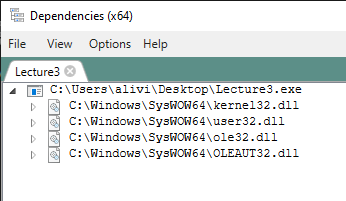 Dependencies (x64)
File View Options Help
Lecture3
C:\Users\alivi\Desktop\Lecture3.exe
C:\Windows\SysWOW64\kernel32.dll
C:\Windows\SysWOW64\user32.dll
C:\Windows\SysWOW64\ole32.dll
C:\Windows\SysWOW64\OLEAUT32.dll